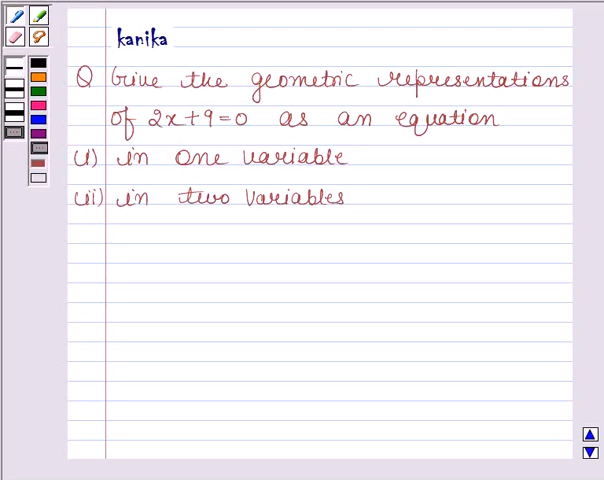 kanika
Q Give the geometric representations
of 2x+9=0 as an equation
(i) in one variable
(ii) in two variables